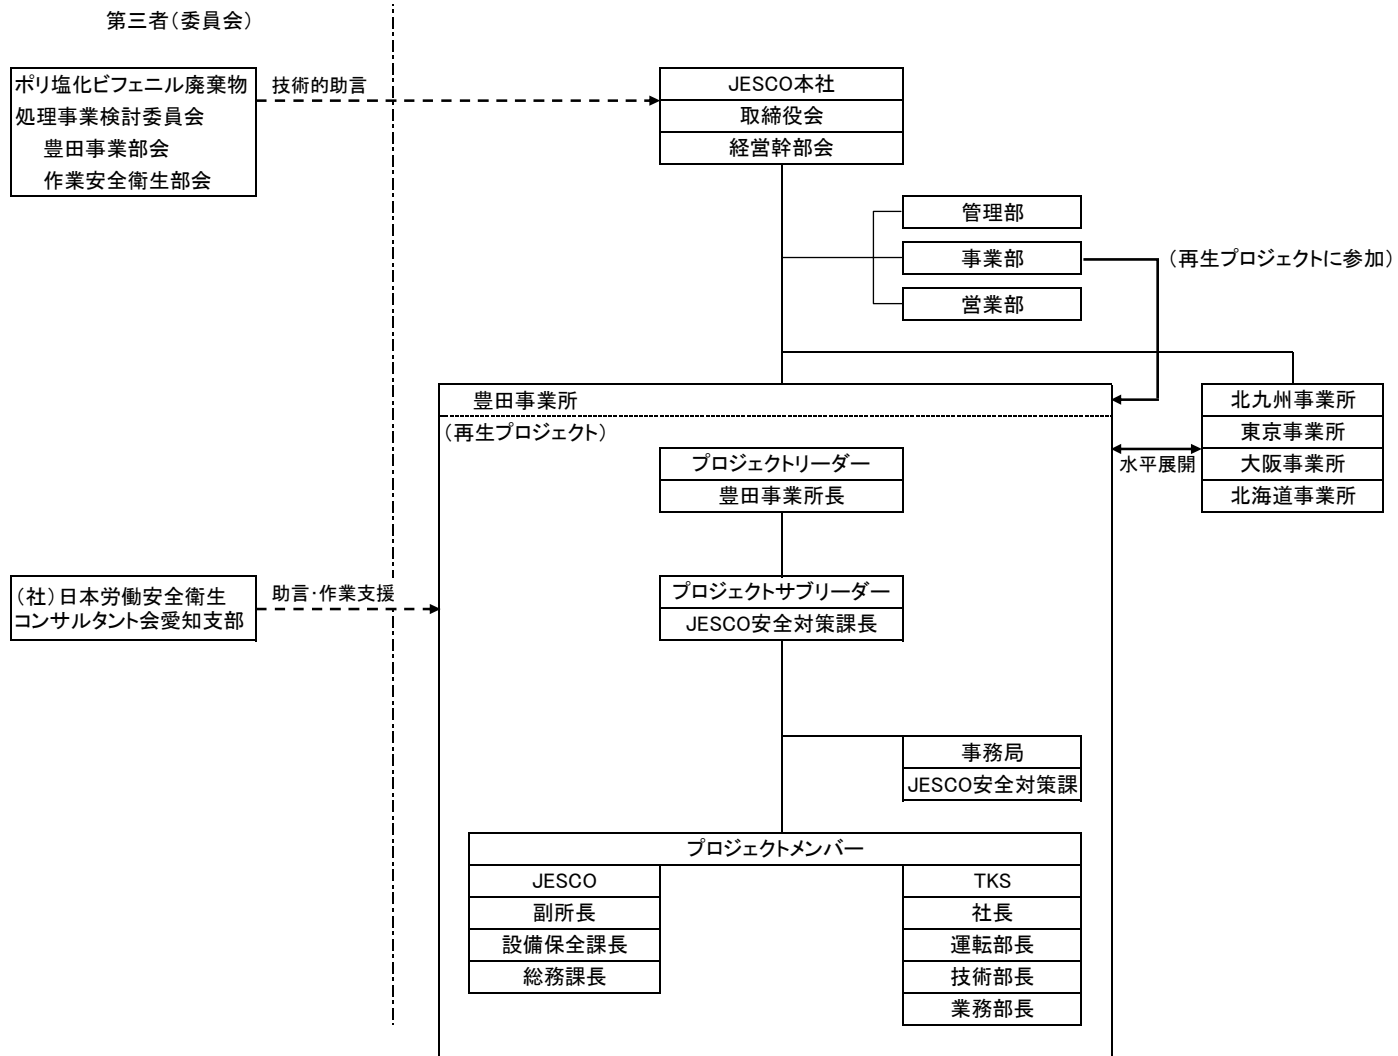 第三者(委員会)
ポリ塩化ビフェニル廃棄物
処理事業検討委員会
豊田事業部会
作業安全衛生部会
技術的助言
JESCO本社
取締役会
経営幹部会
管理部
事業部
営業部
(再生プロジェクトに参加)
豊田事業所
(再生プロジェクト)
北九州事業所
東京事業所
大阪事業所
北海道事業所
水平展開
プロジェクトリーダー
豊田事業所長
(社)日本労働安全衛生
コンサルタント会愛知支部
助言・作業支援
プロジェクトサブリーダー
JESCO安全対策課長
事務局
JESCO安全対策課
プロジェクトメンバー
JESCO
副所長
設備保全課長
総務課長
TKS
社長
運転部長
技術部長
業務部長